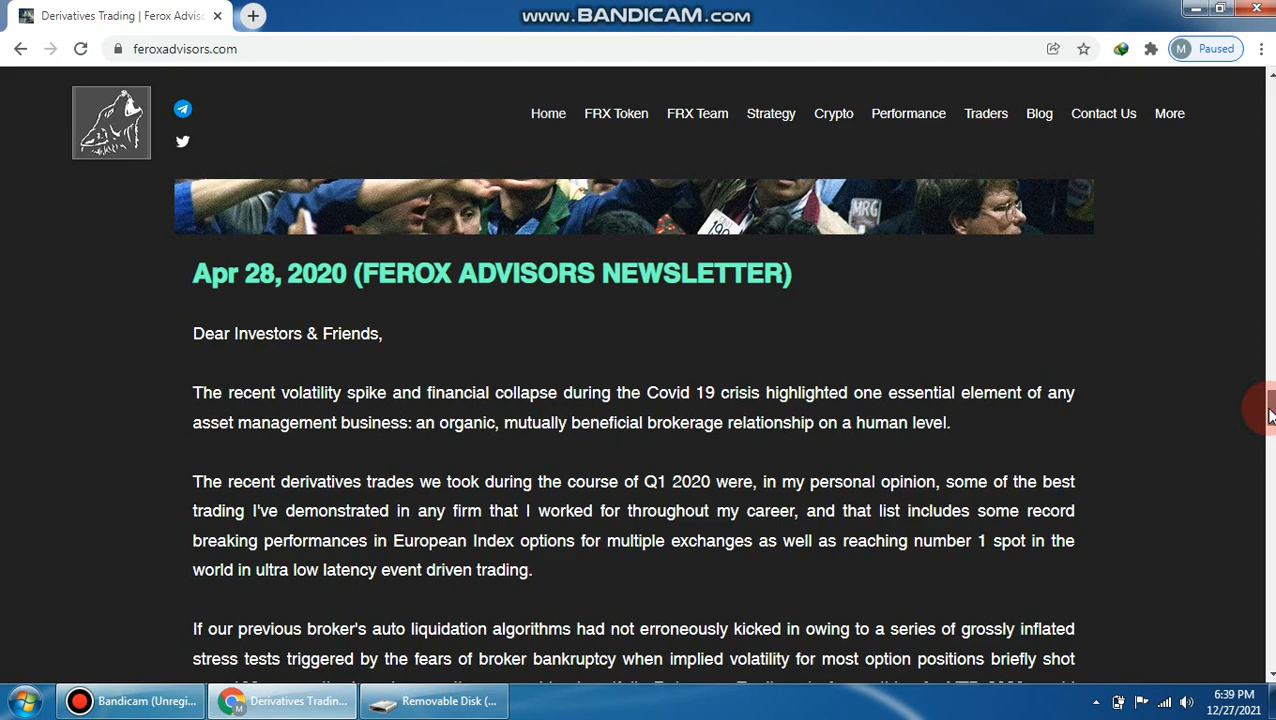 Derivatives Trading | Ferox Adviso
www.BANDICAM.com
feroxadvisors.com
M Paused
Home FRX Token FRX Team Strategy Crypto Performance Traders Blog Contact Us More
MRG
Apr 28, 2020 (FEROX ADVISORS NEWSLETTER)
Dear Investors & Friends,
The recent volatility spike and financial collapse during the Covid 19 crisis highlighted one essential element of any
asset management business: an organic, mutually beneficial brokerage relationship on a human level.
The recent derivatives trades we took during the course of Q1 2020 were, in my personal opinion, some of the best
trading I've demonstrated in any firm that I worked for throughout my career, and that list includes some record
breaking performances in European Index options for multiple exchanges as well as reaching number 1 spot in the
world in ultra low latency event driven trading.
If our previous broker's auto liquidation algorithms had not erroneously kicked in owing to a series of grossly inflated
stress tests triggered by the fears of broker bankruptcy when implied volatility for most option positions briefly shot
Bandicam (Unregi... Derivatives Tradin... Removable Disk (... 6:39 PM
12/27/2021